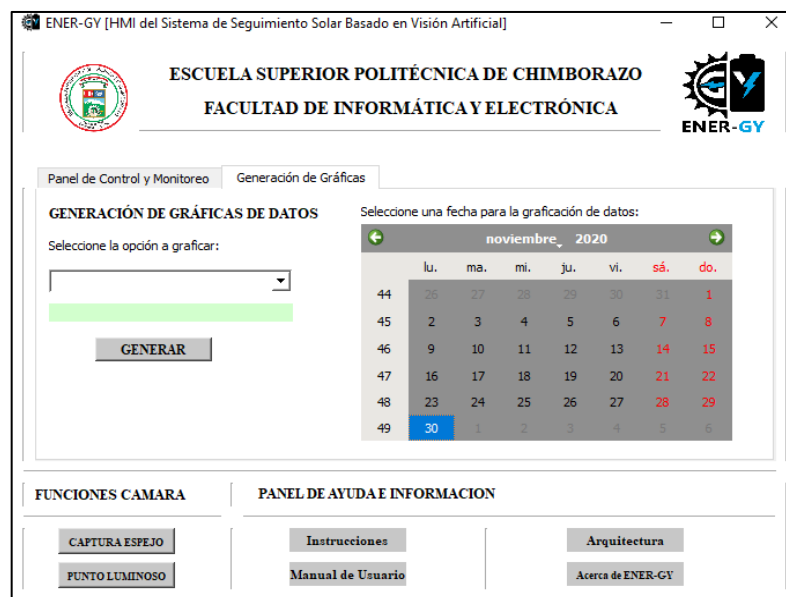 ENER-GY [HMI del Sistema de Seguimiento Solar Basado en Visión Artificial]
ESCUELA SUPERIOR POLITÉCNICA DE CHIMBORAZO
FACULTAD DE INFORMÁTICA Y ELECTRÓNICA
GY
ENER-GY
Panel de Control y Monitoreo
Generación de Gráficas
GENERACIÓN DE GRÁFICAS DE DATOS
Seleccione la opción a graficar:
GENERAR
Seleccione una fecha para la graficación de datos:
noviembre, 2020
lu. ma. mi. ju. vi. sá. do.
44 26 27 28 29 30 31 1
45 2 3 4 5 6 7 8
46 9 10 11 12 13 14 15
47 16 17 18 19 20 21 22
48 23 24 25 26 27 28 29
49 30 1 2 3 4 5 6
FUNCIONES CAMARA
PANEL DE AYUDA E INFORMACION
CAPTURA ESPEJO
Instrucciones
Arquitectura
PUNTO LUMINOSO
Manual de Usuario
Acerca de ENER-GY